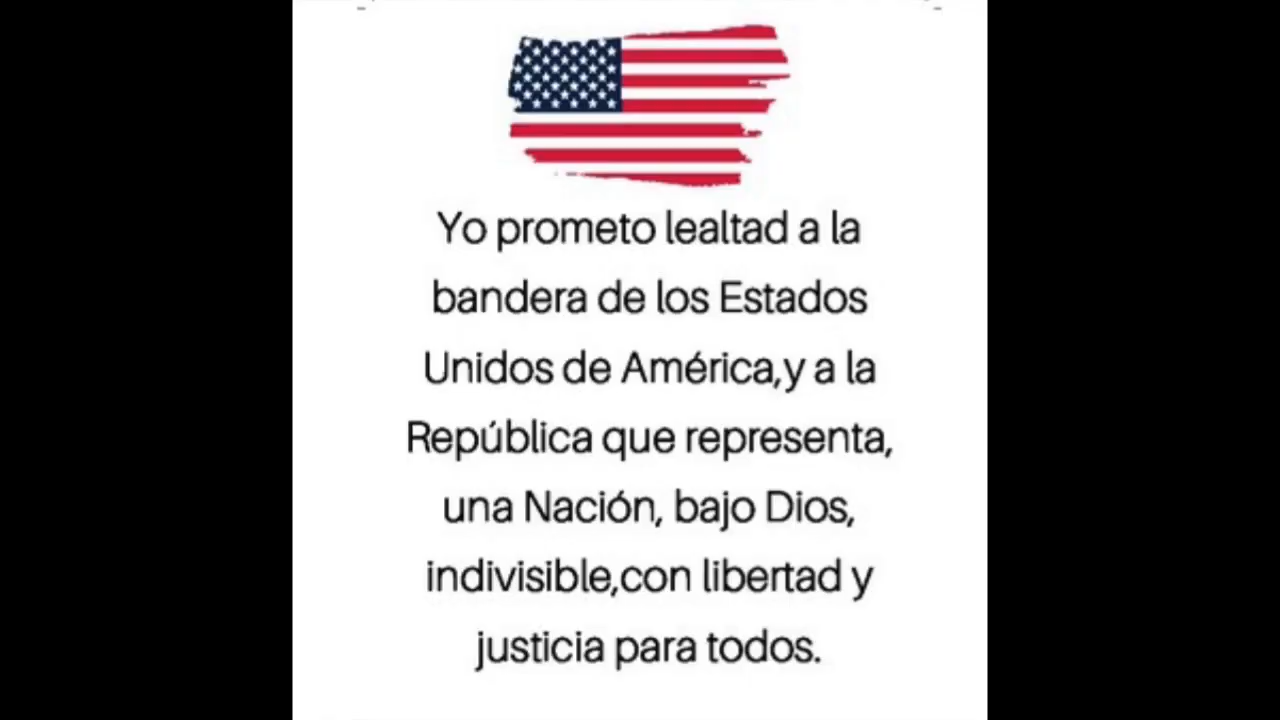 Yo prometo lealtad a la
bandera de los Estados
Unidos de América,y a la
República que representa,
una Nación, bajo Dios,
indivisible,con libertad y
justicia para todos.